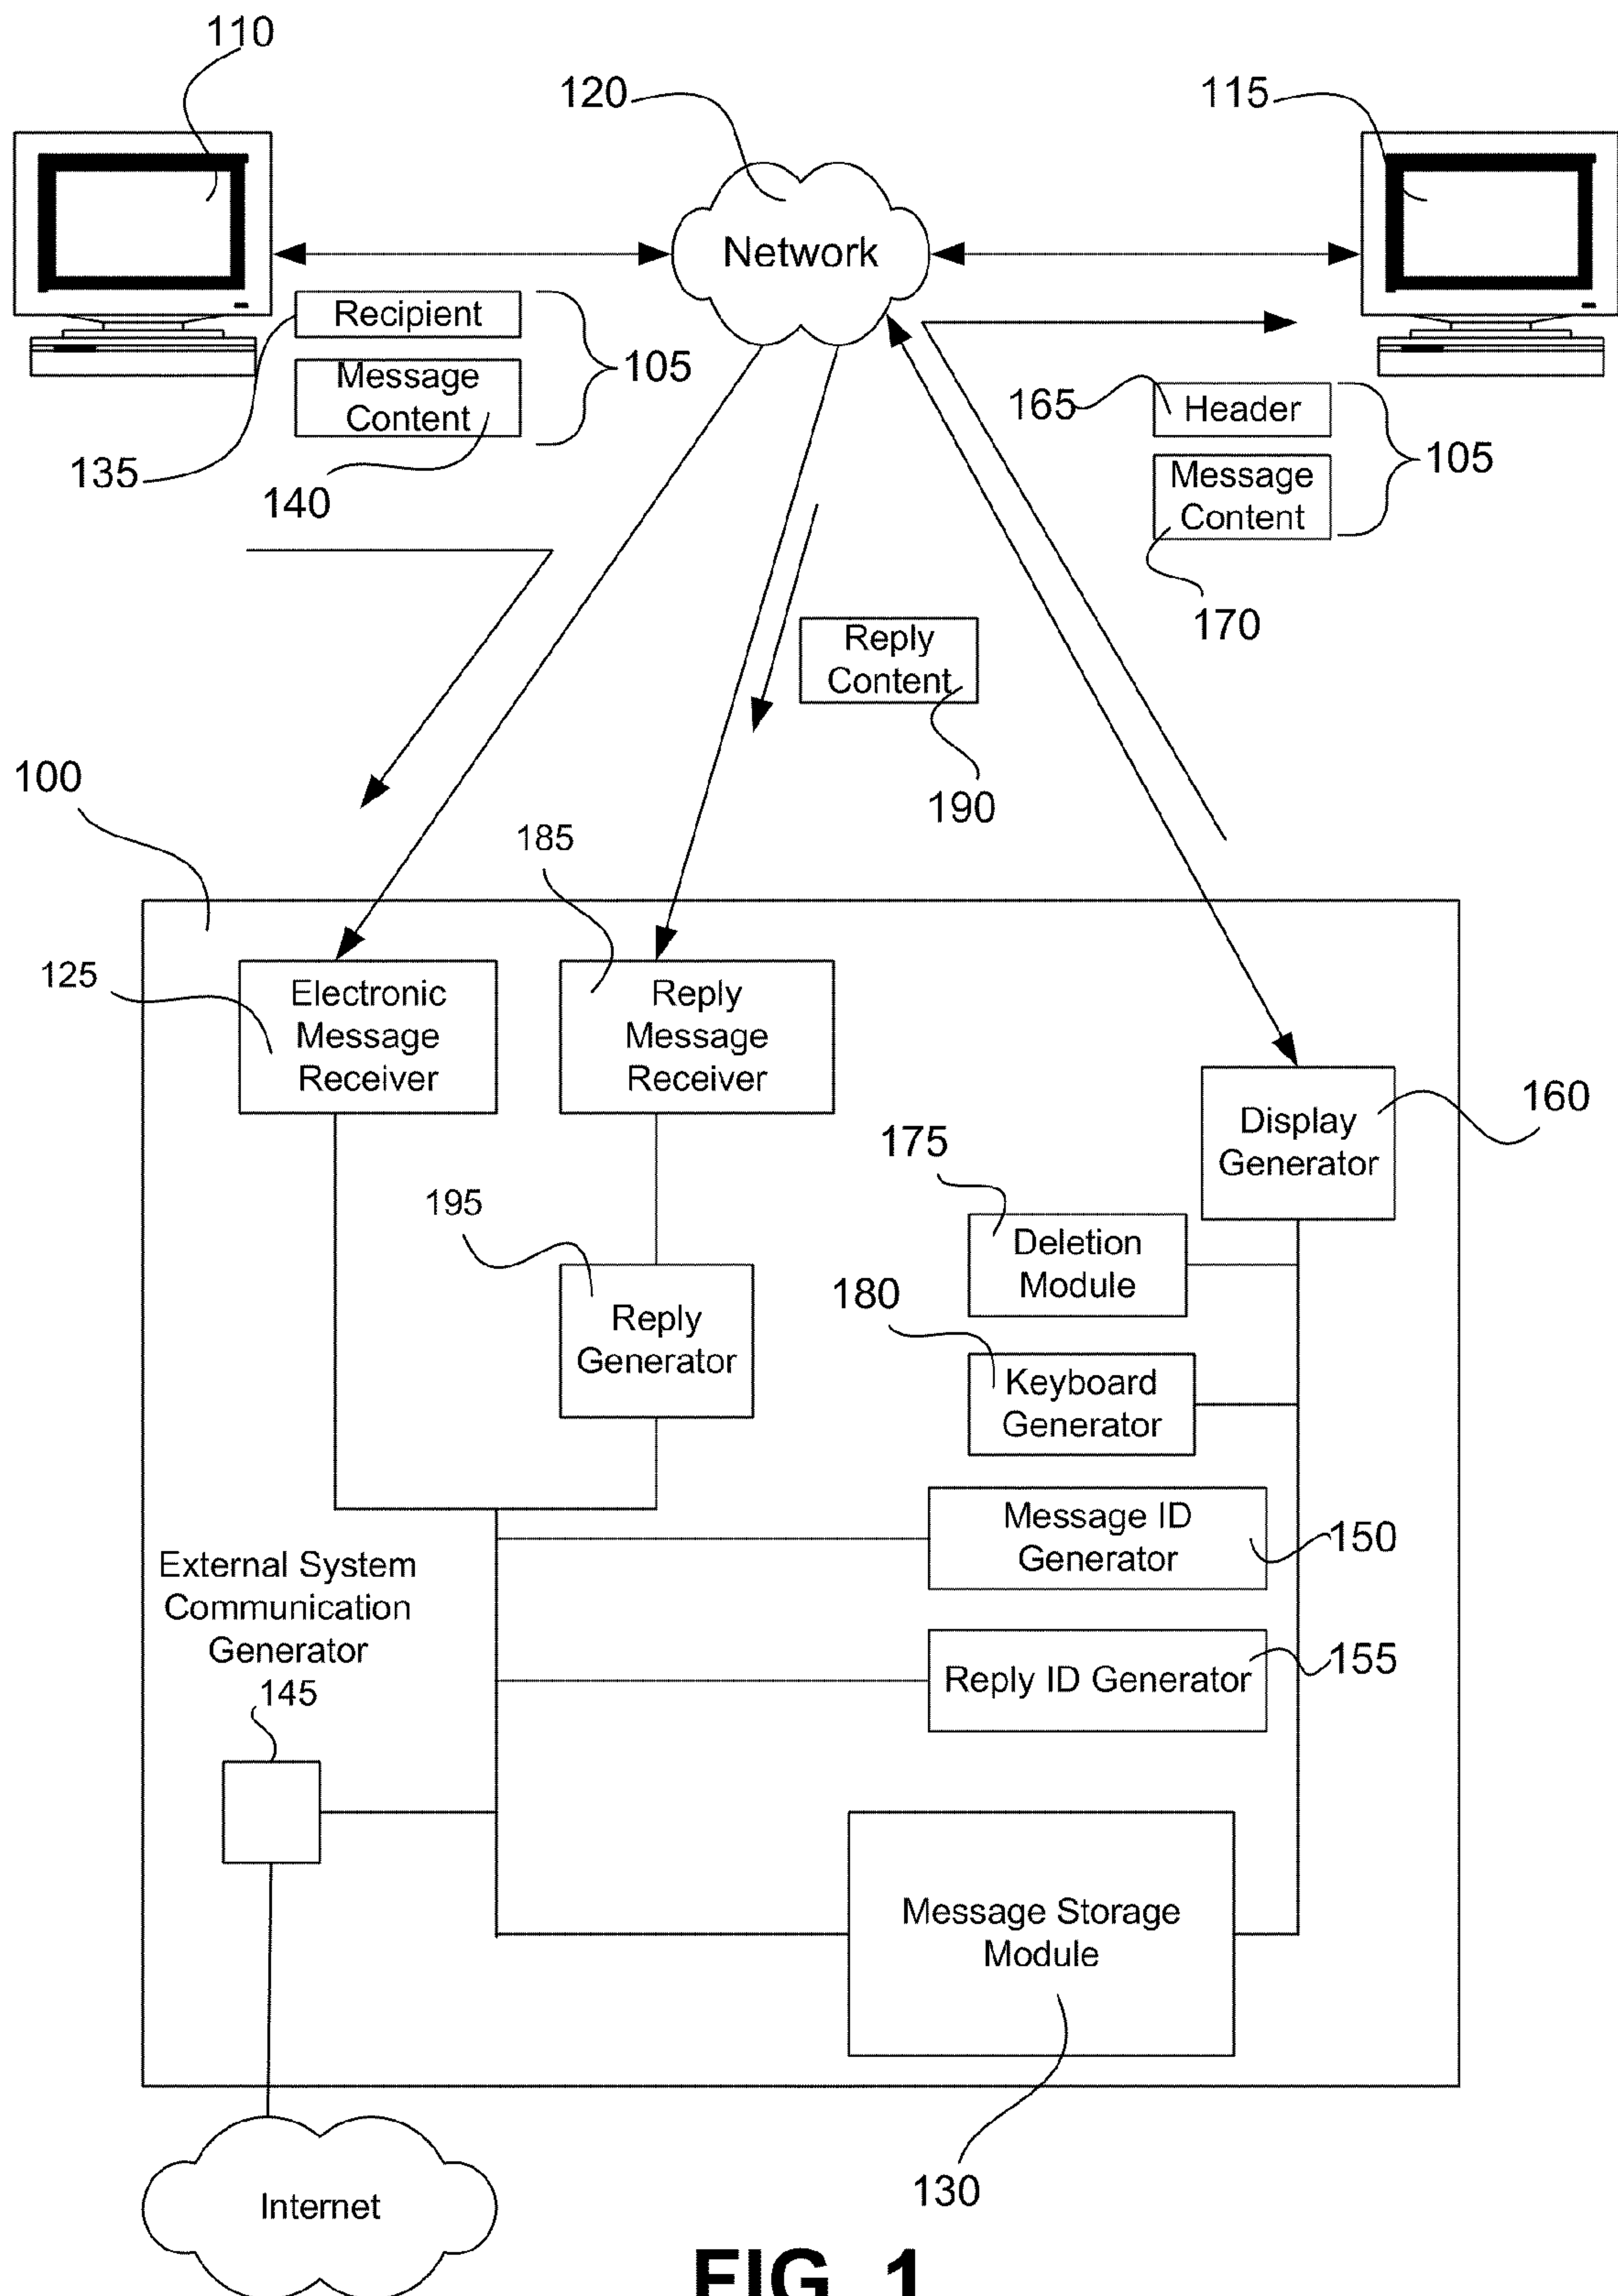 110
120
115
Network
Recipient
Message
Content
105
135
140
165
Header
Message
Content
105
170
Reply
Content
190
100
185
125
Electronic
Message
Receiver
Reply
Message
Receiver
Display
Generator
160
175
Deletion
Module
195
Reply
Generator
180
Keyboard
Generator
Message ID
Generator
150
External System
Communication
Generator
145
Reply ID Generator
155
Message Storage
Module
130
Internet
FIG. 1